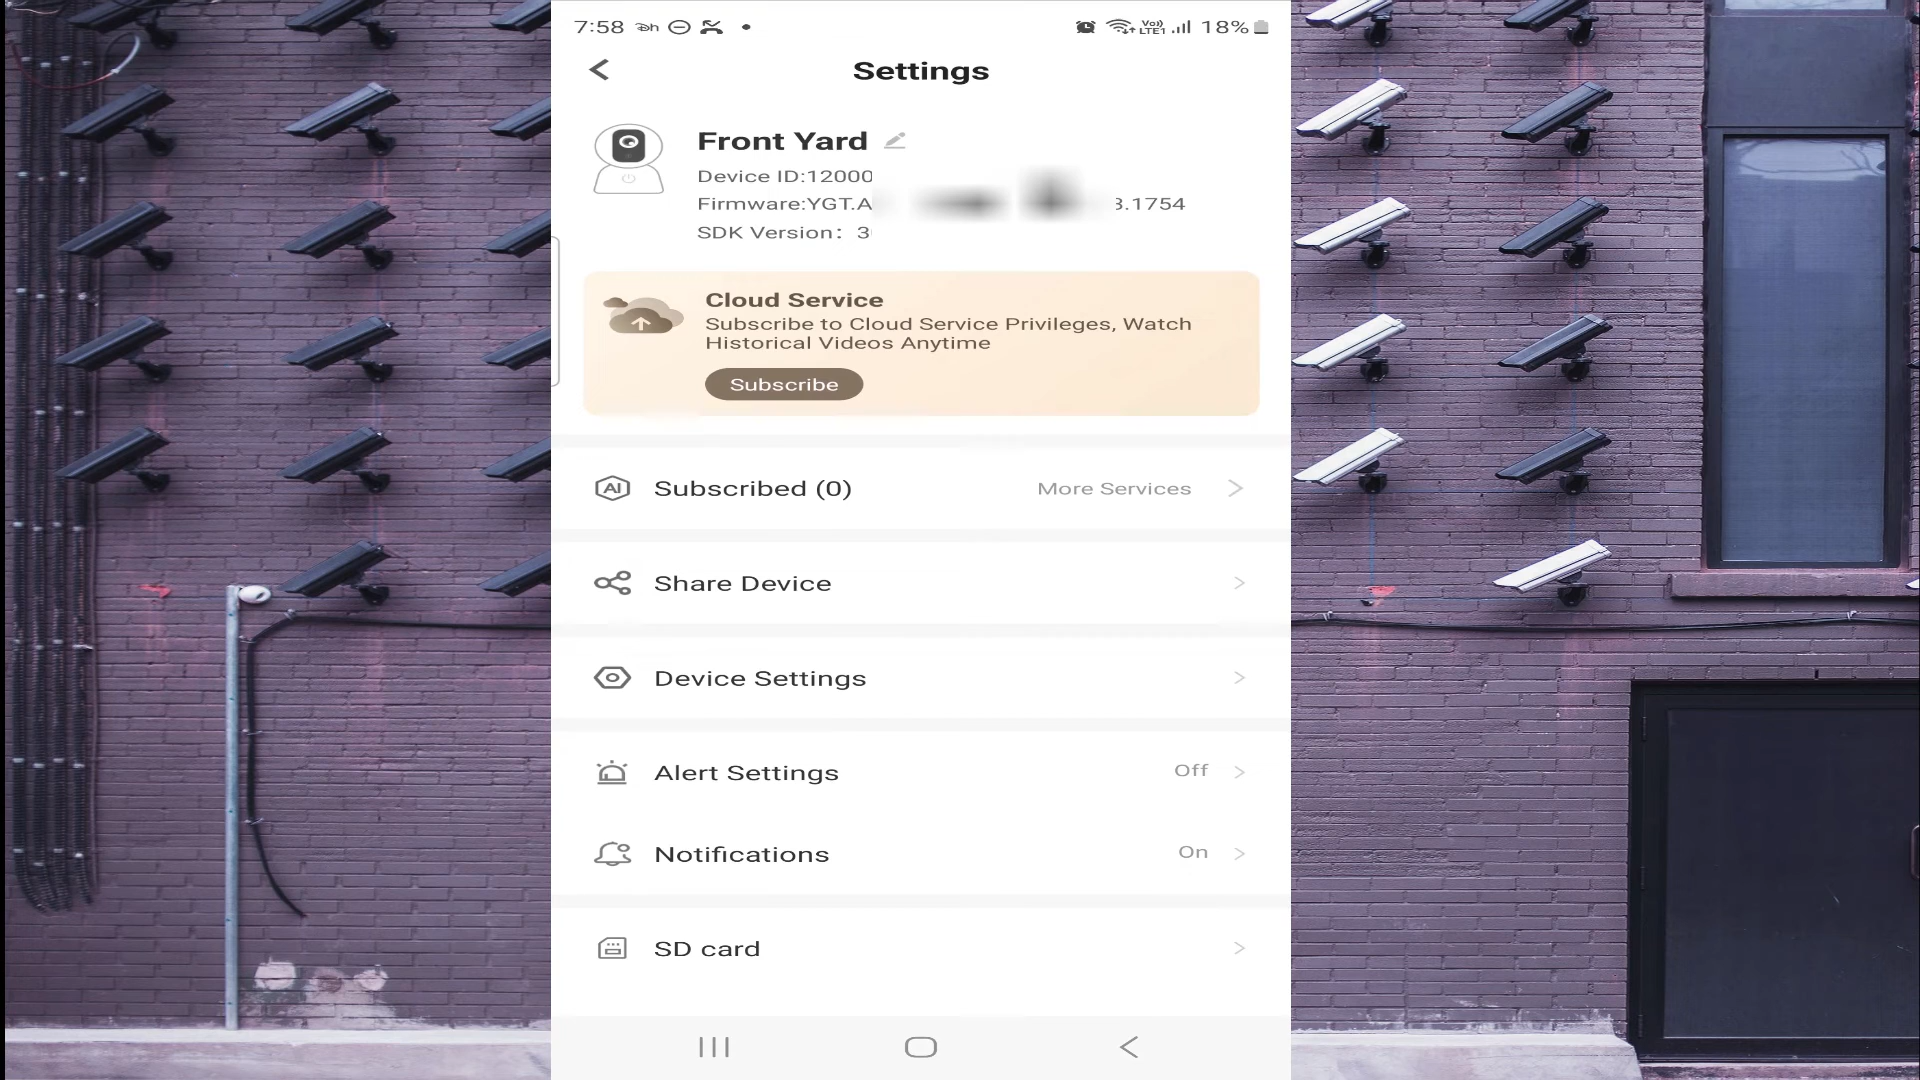 7:58 18%
Settings
Front Yard
Device ID:12000
Firmware:YGT.A 3.1754
SDK Version: 3
Cloud Service
Subscribe to Cloud Service Privileges, Watch
Historical Videos Anytime
Subscribe
AI Subscribed (0) More Services
Share Device
Device Settings
Alert Settings Off
Notifications On
SD card